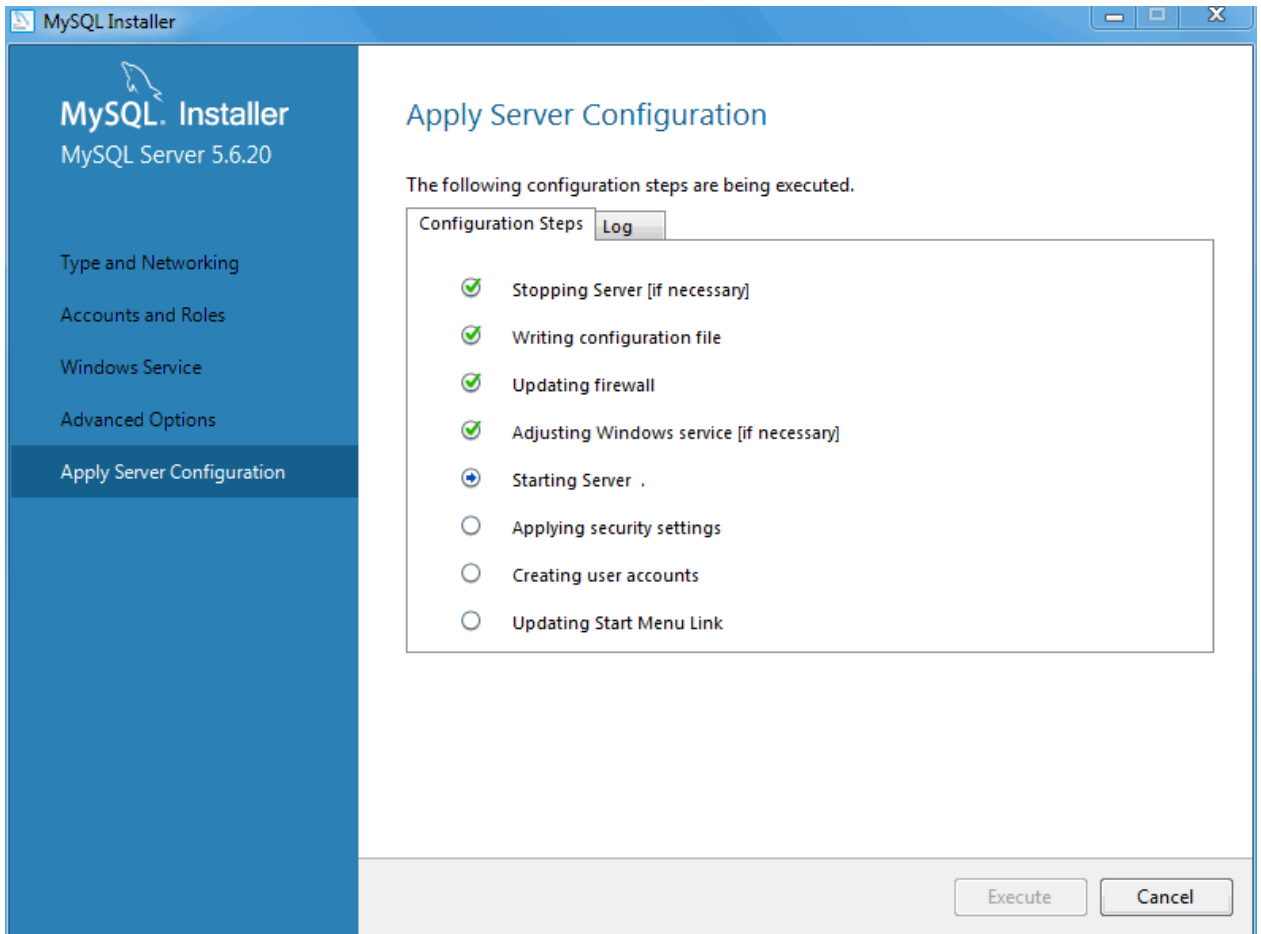 MySQL Installer
MySQL. Installer
MySQL Server 5.6.20
Type and Networking
Accounts and Roles
Windows Service
Advanced Options
Apply Server Configuration
Apply Server Configuration
The following configuration steps are being executed.
Configuration Steps
Log
Stopping Server [if necessary]
Writing configuration file
Updating firewall
Adjusting Windows service [if necessary]
Starting Server .
Applying security settings
Creating user accounts
Updating Start Menu Link
Execute
Cancel